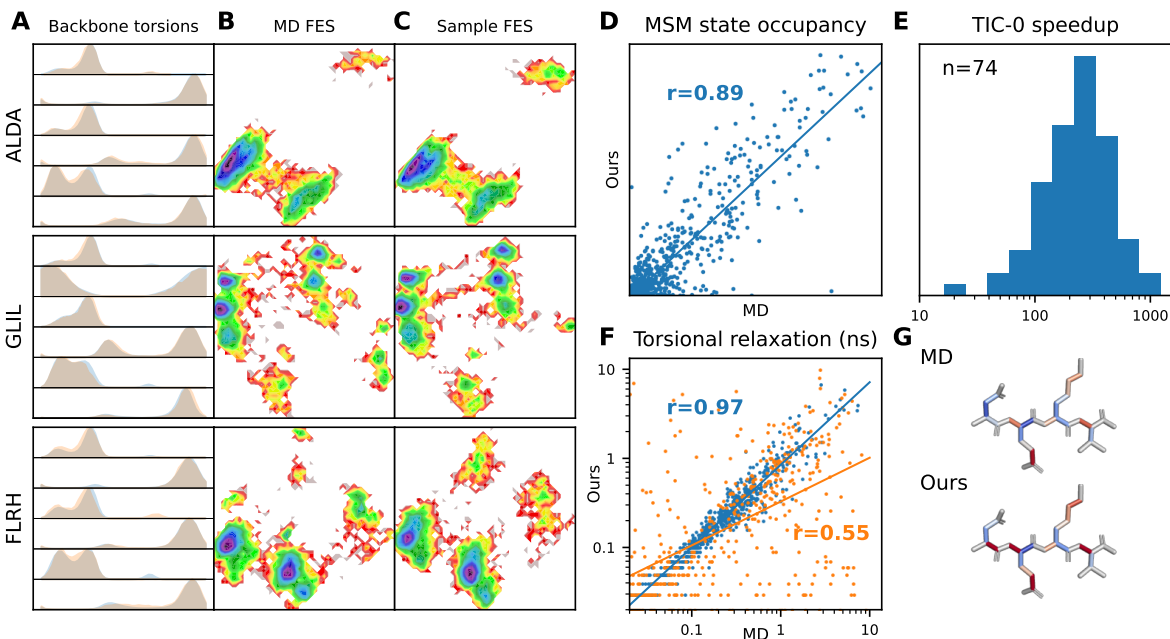 A
Backbone torsions
B
MD FES
C
Sample FES
ALDA
GLIL
FLRH
D
MSM state occupancy
r=0.89
Ours
MD
E
TIC-0 speedup
n=74
10
100
1000
F
Torsional relaxation (ns)
10
1
0.1
r=0.97
r=0.55
Ours
0.1
1
10
MD
G
MD
Ours